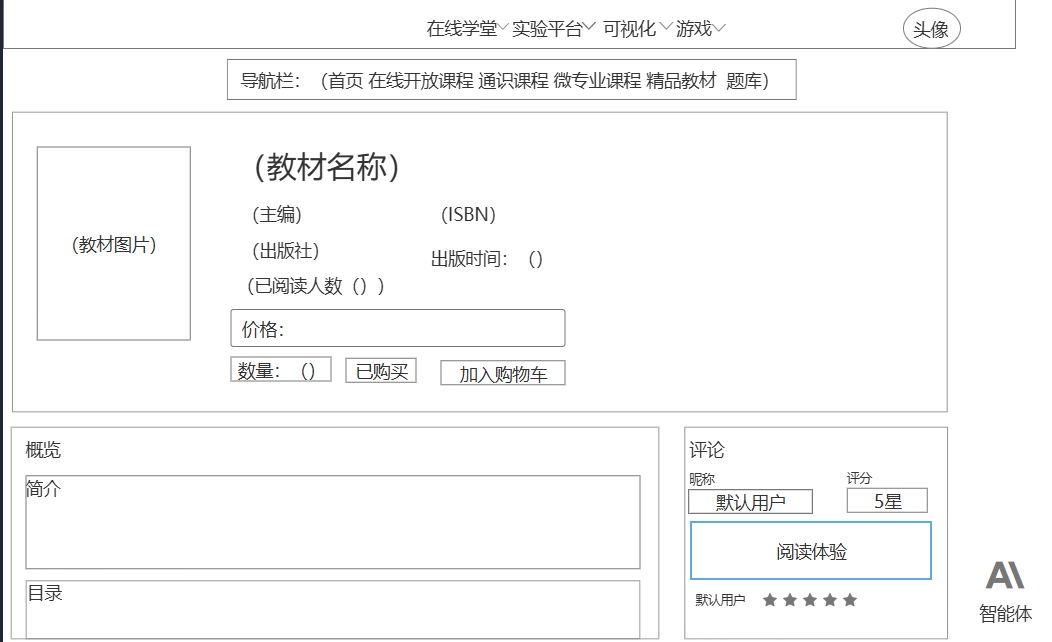 在线学堂 实验平台 可视化 游戏 头像
导航栏：（首页 在线开放课程 通识课程 微专业课程 精品教材 题库）
（教材图片）
（教材名称）
（主编） （ISBN）
（出版社） 出版时间：（）
（已阅读人数（））
价格：
数量：（） 已购买 加入购物车
概览
简介
目录
评论
昵称 评分
默认用户 5星
阅读体验
默认用户 ★★★★★
AI
智能体